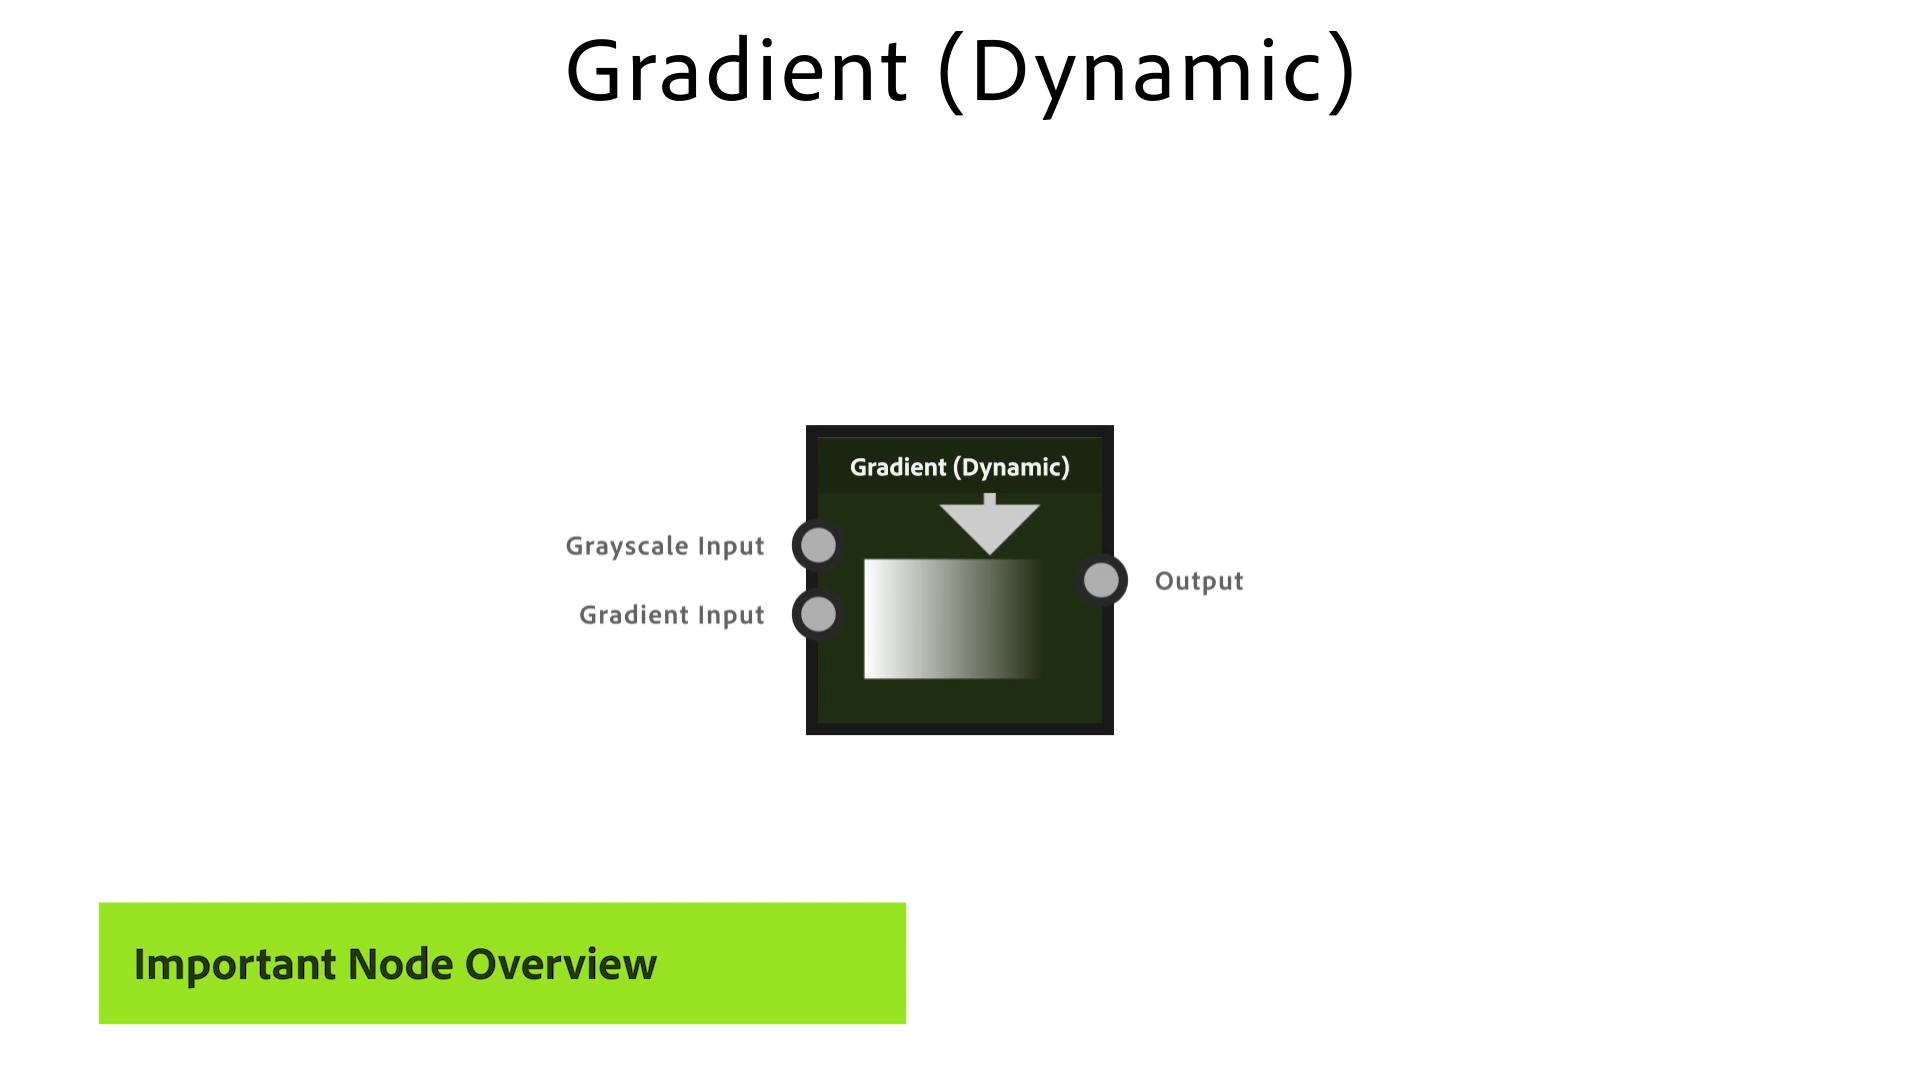 Gradient (Dynamic)
Gradient (Dynamic)
Grayscale Input
Gradient Input
Output
Important Node Overview